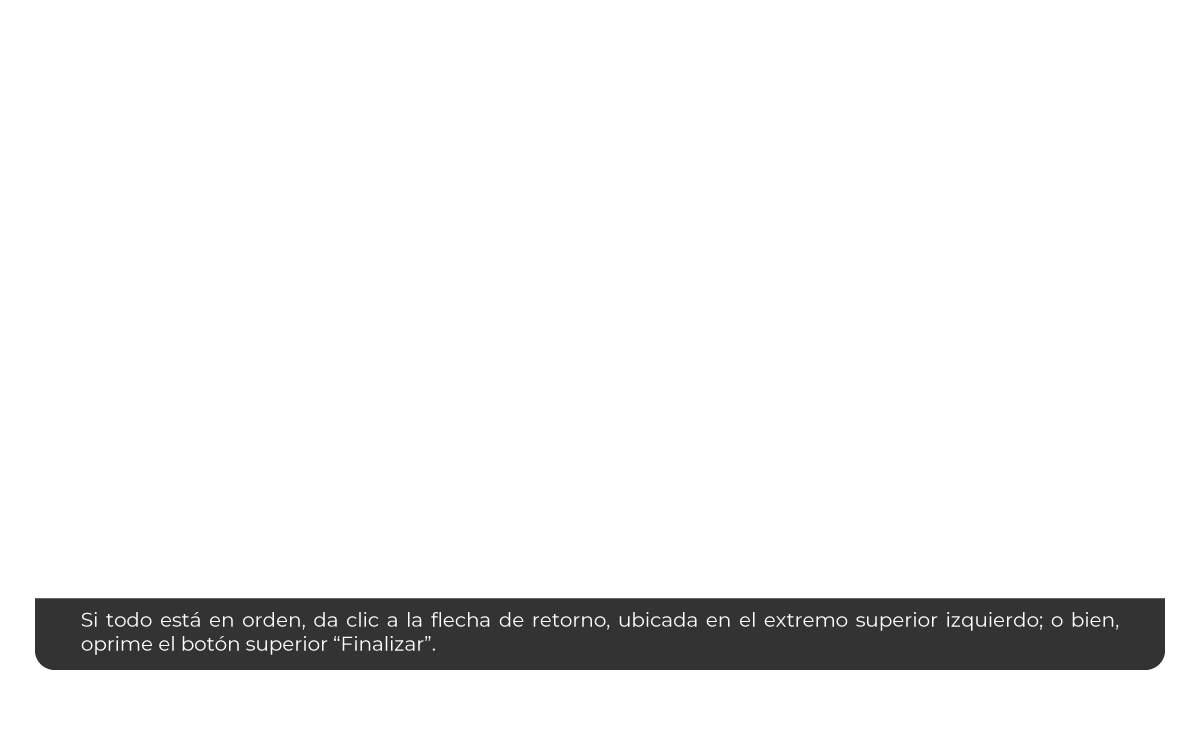 Si todo está en orden, da clic a la flecha de retorno, ubicada en el extremo superior izquierdo; o bien,
oprime el botón superior “Finalizar”.